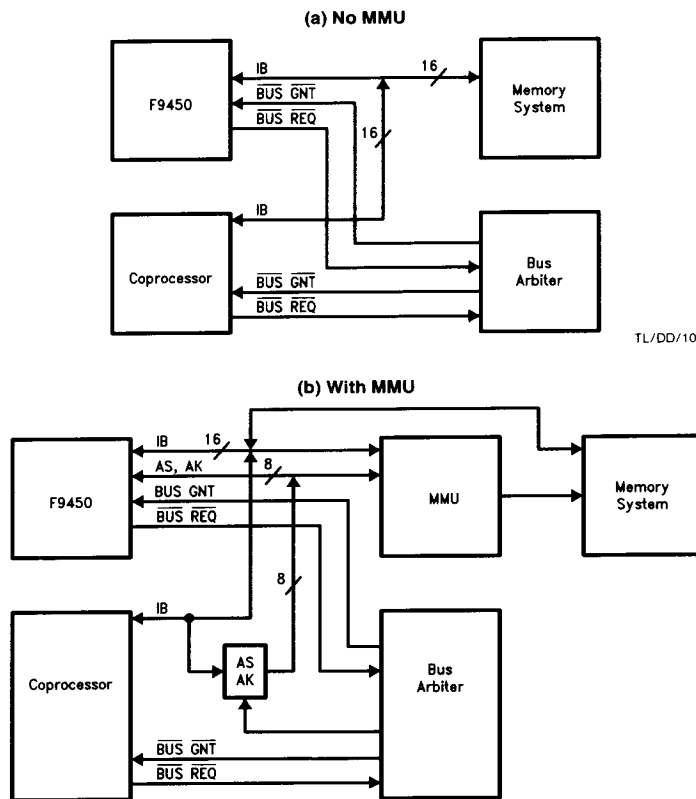 (a) No MMU
F9450
IB
16
Memory
System
BUS GNT
BUS REQ
16
Coprocessor
IB
Bus
Arbiter
BUS GNT
BUS REQ
TL/DD/10
(b) With MMU
F9450
IB
16
AS, AK
8
MMU
Memory
System
BUS GNT
BUS REQ
8
Coprocessor
IB
AS
AK
Bus
Arbiter
BUS GNT
BUS REQ